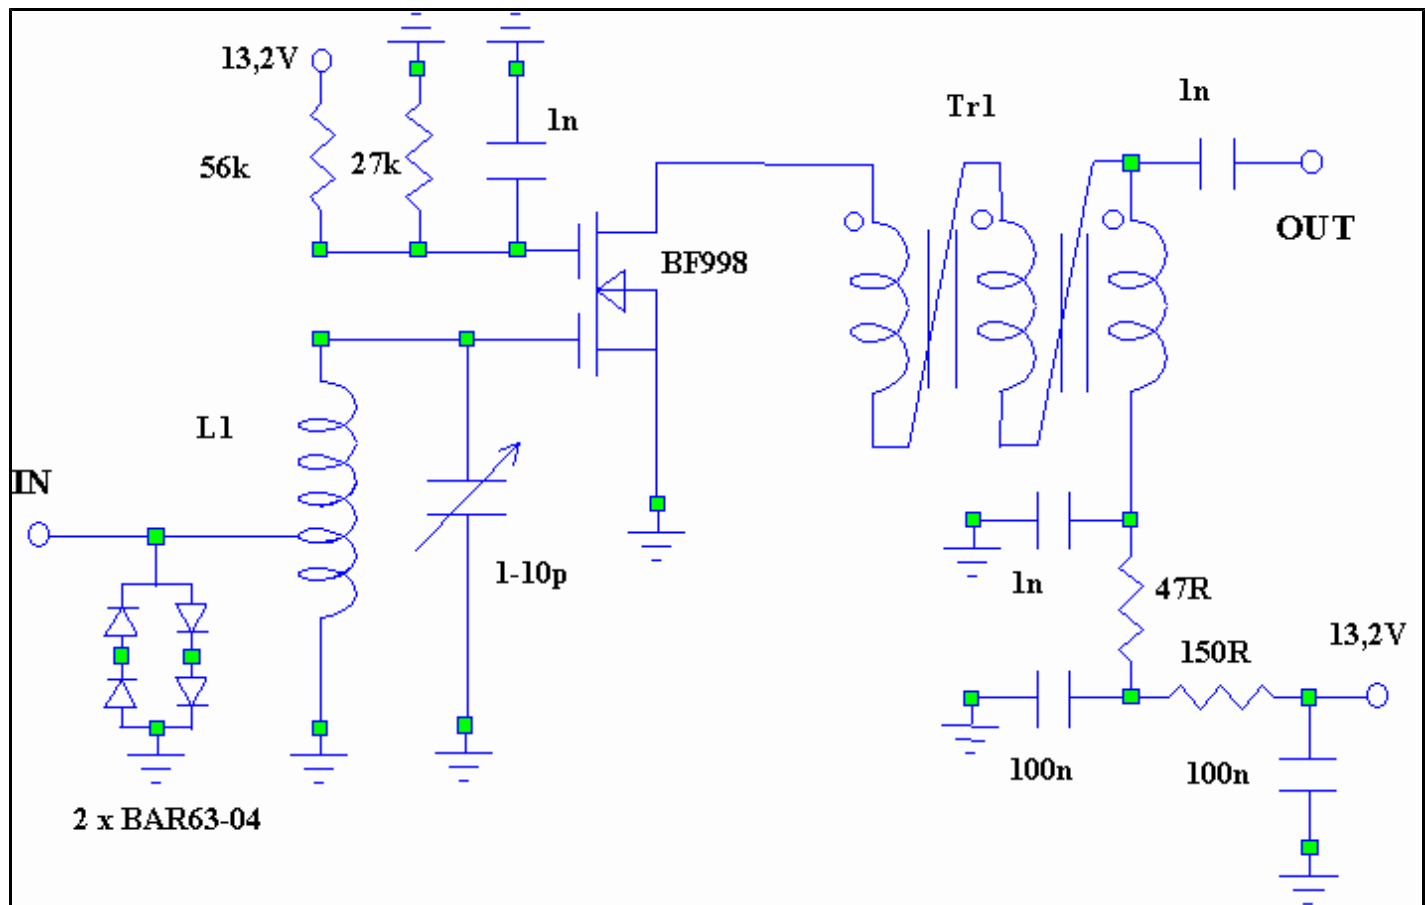 13,2V
1n
Tr1
1n
56k
27k
OUT
BF998
L1
IN
1-10p
1n
47R
13,2V
150R
100n
100n
2 x BAR63-04